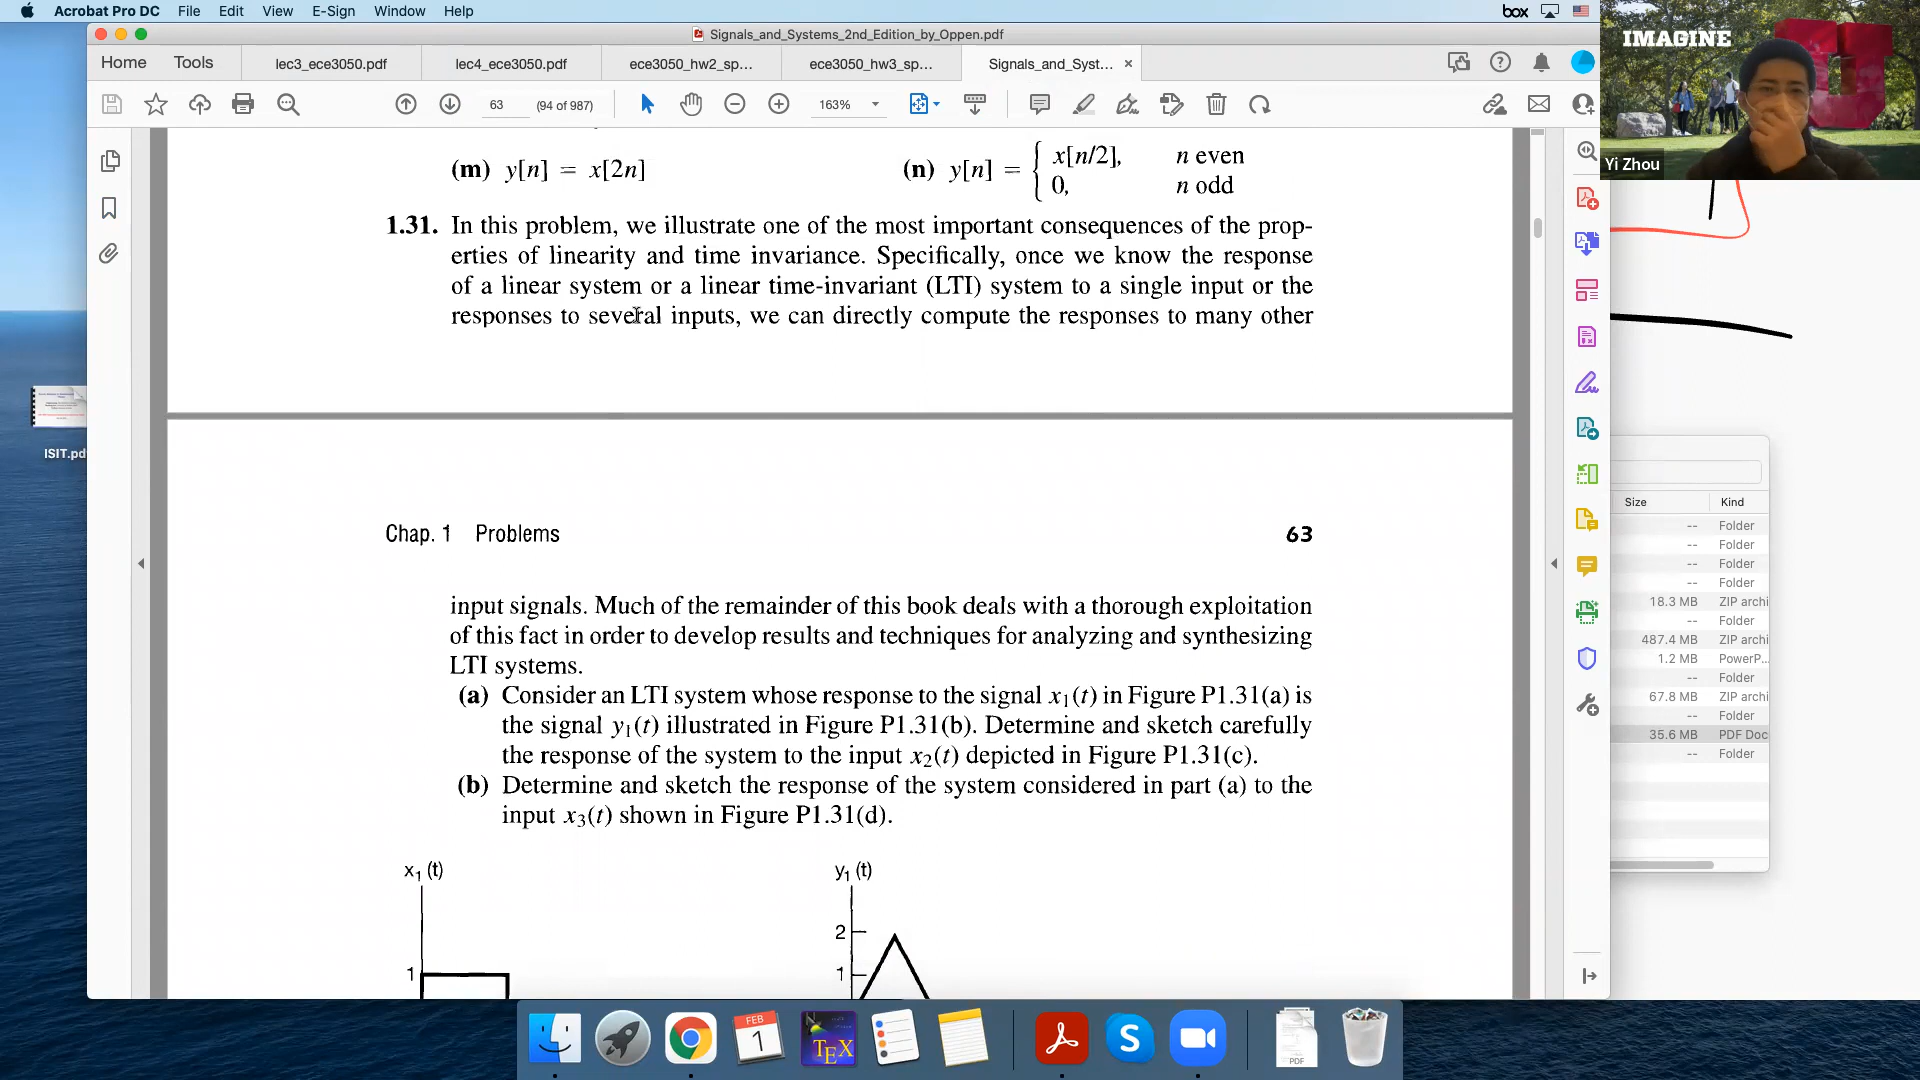 Acrobat Pro DC File Edit View E-Sign Window Help box
Signals_and_Systems_2nd_Edition_by_Oppen.pdf
Home Tools lec3_ece3050.pdf lec4_ece3050.pdf ece3050_hw2_sp... ece3050_hw3_sp... Signals_and_Syst... ×
63 (94 of 987) 163%
IMAGINE
Yi Zhou
(m) y[n] = x[2n]
(n) y[n] = { x[n/2], n even
0, n odd
1.31. In this problem, we illustrate one of the most important consequences of the prop-
erties of linearity and time invariance. Specifically, once we know the response
of a linear system or a linear time-invariant (LTI) system to a single input or the
responses to several inputs, we can directly compute the responses to many other
Chap. 1 Problems 63
input signals. Much of the remainder of this book deals with a thorough exploitation
of this fact in order to develop results and techniques for analyzing and synthesizing
LTI systems.
(a) Consider an LTI system whose response to the signal x₁(t) in Figure P1.31(a) is
the signal y₁(t) illustrated in Figure P1.31(b). Determine and sketch carefully
the response of the system to the input x₂(t) depicted in Figure P1.31(c).
(b) Determine and sketch the response of the system considered in part (a) to the
input x₃(t) shown in Figure P1.31(d).
x₁ (t)
1
y₁ (t)
2
1
ISIT.pd
Size Kind
-- Folder
-- Folder
-- Folder
-- Folder
18.3 MB ZIP archi
-- Folder
487.4 MB ZIP archi
1.2 MB PowerP...
-- Folder
67.8 MB ZIP archi
-- Folder
35.6 MB PDF Doc
-- Folder
FEB
1
TEX
PDF